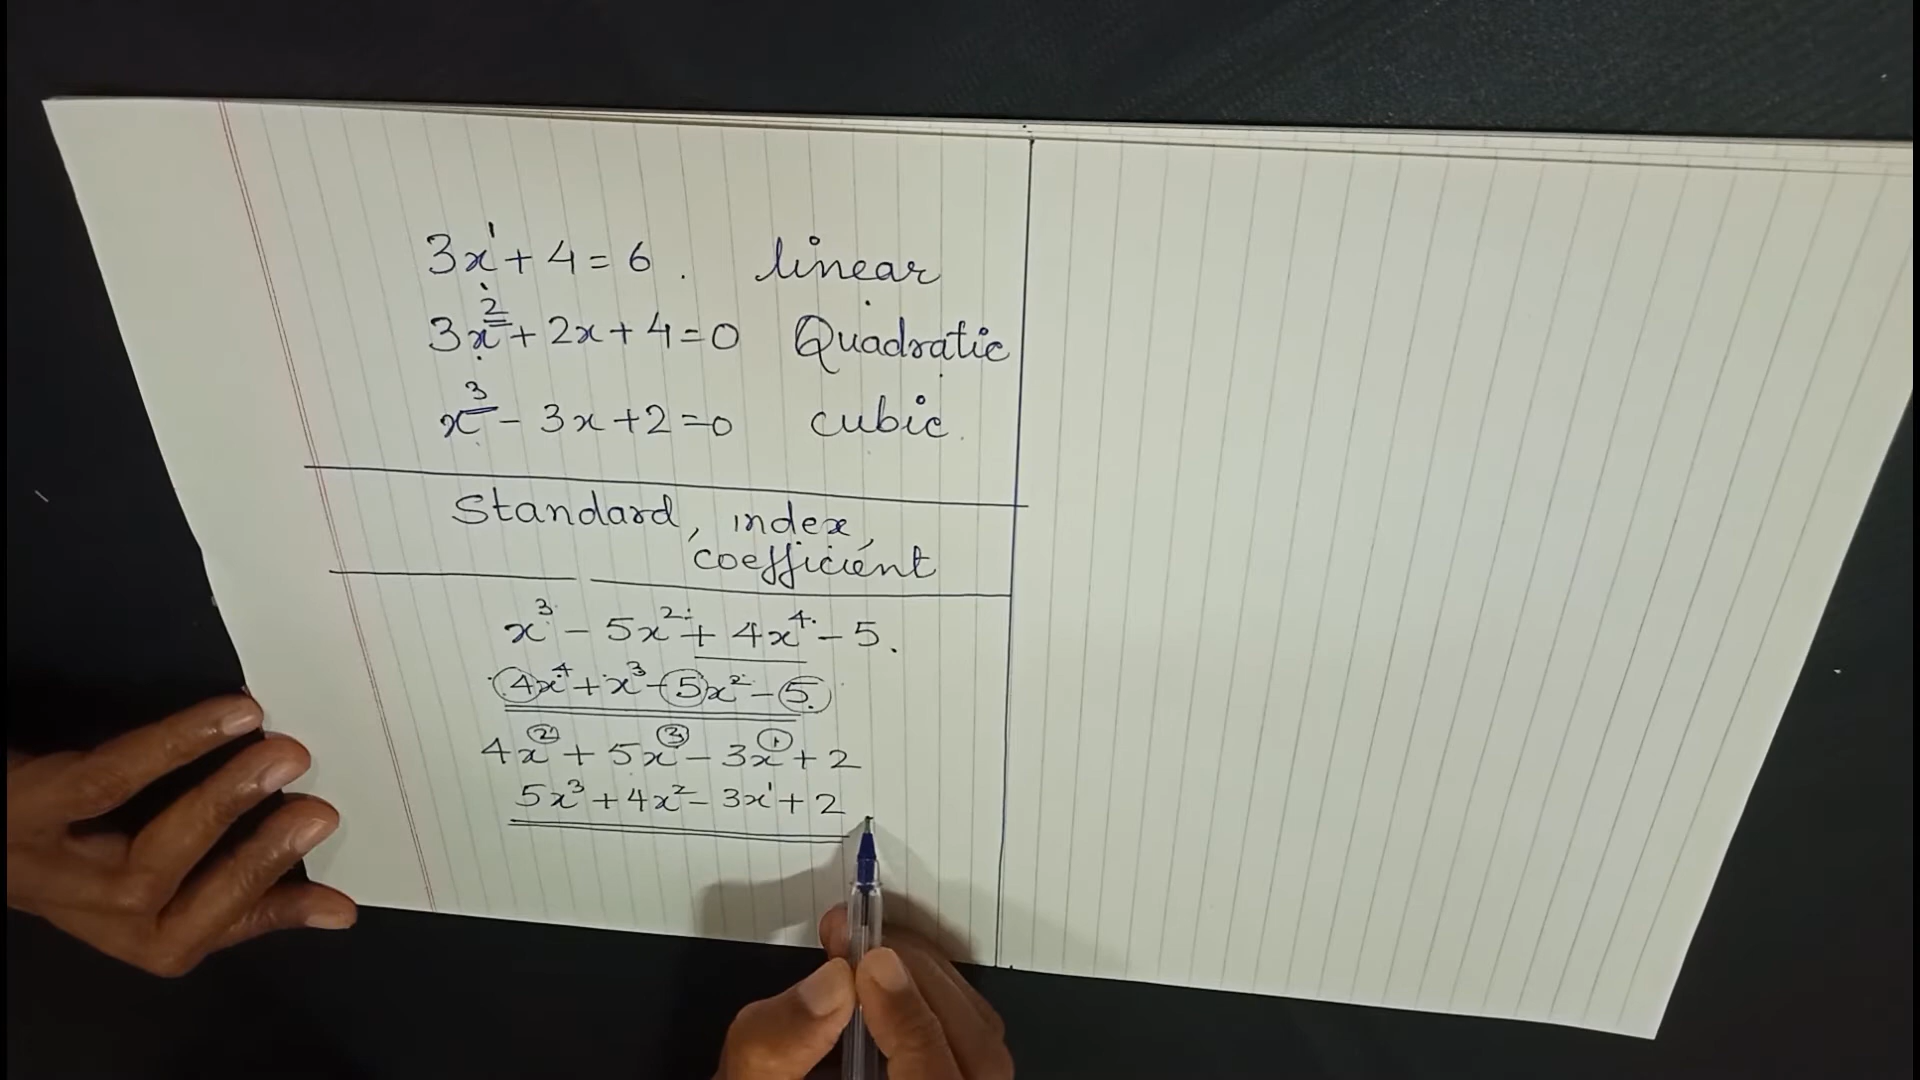 3x¹ + 4 = 6 . linear
3x² + 2x + 4 = 0 Quadratic
x³ - 3x + 2 = 0 cubic.
Standard, index,
coefficient
x³ - 5x² + 4x⁴ - 5.
4x⁴ + x³ - 5x² - 5.
4x² + 5x³ - 3x¹ + 2
5x³ + 4x² - 3x¹ + 2